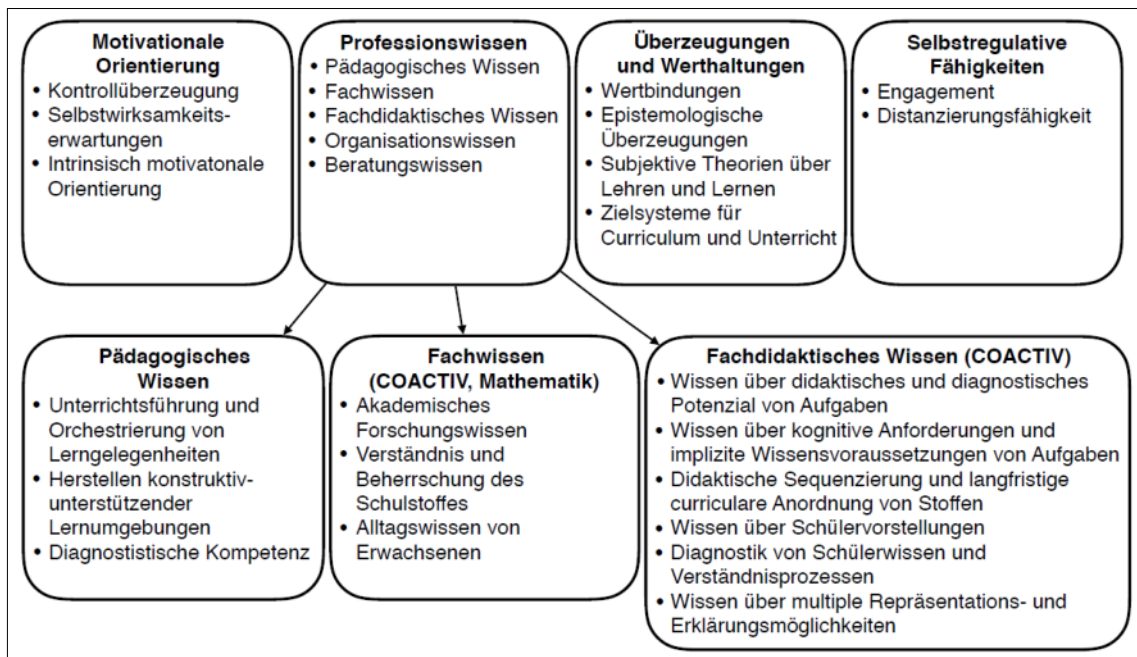 Motivationale
Orientierung
• Kontrollüberzeugung
• Selbstwirksamkeits-
erwartungen
• Intrinsisch motivatonale
Orientierung
Professionswissen
• Pädagogisches Wissen
• Fachwissen
• Fachdidaktisches Wissen
• Organisationswissen
• Beratungswissen
Überzeugungen
und Werthaltungen
• Wertbindungen
• Epistemologische
Überzeugungen
• Subjektive Theorien über
Lehren und Lernen
• Zielsysteme für
Curriculum und Unterricht
Selbstregulative
Fähigkeiten
• Engagement
• Distanzierungsfähigkeit
Pädagogisches
Wissen
• Unterrichtsführung und
Orchestrierung von
Lerngelegenheiten
• Herstellen konstruktiv-
unterstützender
Lernumgebungen
• Diagnostistische Kompetenz
Fachwissen
(COACTIV, Mathematik)
• Akademisches
Forschungswissen
• Verständnis und
Beherrschung des
Schulstoffes
• Alltagswissen von
Erwachsenen
Fachdidaktisches Wissen (COACTIV)
• Wissen über didaktisches und diagnostisches
Potenzial von Aufgaben
• Wissen über kognitive Anforderungen und
implizite Wissensvoraussetzungen von Aufgaben
• Didaktische Sequenzierung und langfristige
curriculare Anordnung von Stoffen
• Wissen über Schülervorstellungen
• Diagnostik von Schülerwissen und
Verständnisprozessen
• Wissen über multiple Repräsentations- und
Erklärungsmöglichkeiten